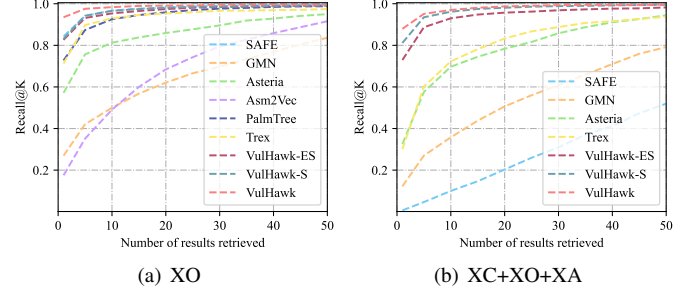 1.0
0.8
0.6
0.4
0.2
Recall@K
0 10 20 30 40 50
Number of results retrieved
SAFE
GMN
Asteria
Asm2Vec
PalmTree
Trex
VulHawk-ES
VulHawk-S
VulHawk
(a) XO
1.0
0.8
0.6
0.4
0.2
Recall@K
0 10 20 30 40 50
Number of results retrieved
SAFE
GMN
Asteria
Trex
VulHawk-ES
VulHawk-S
VulHawk
(b) XC+XO+XA